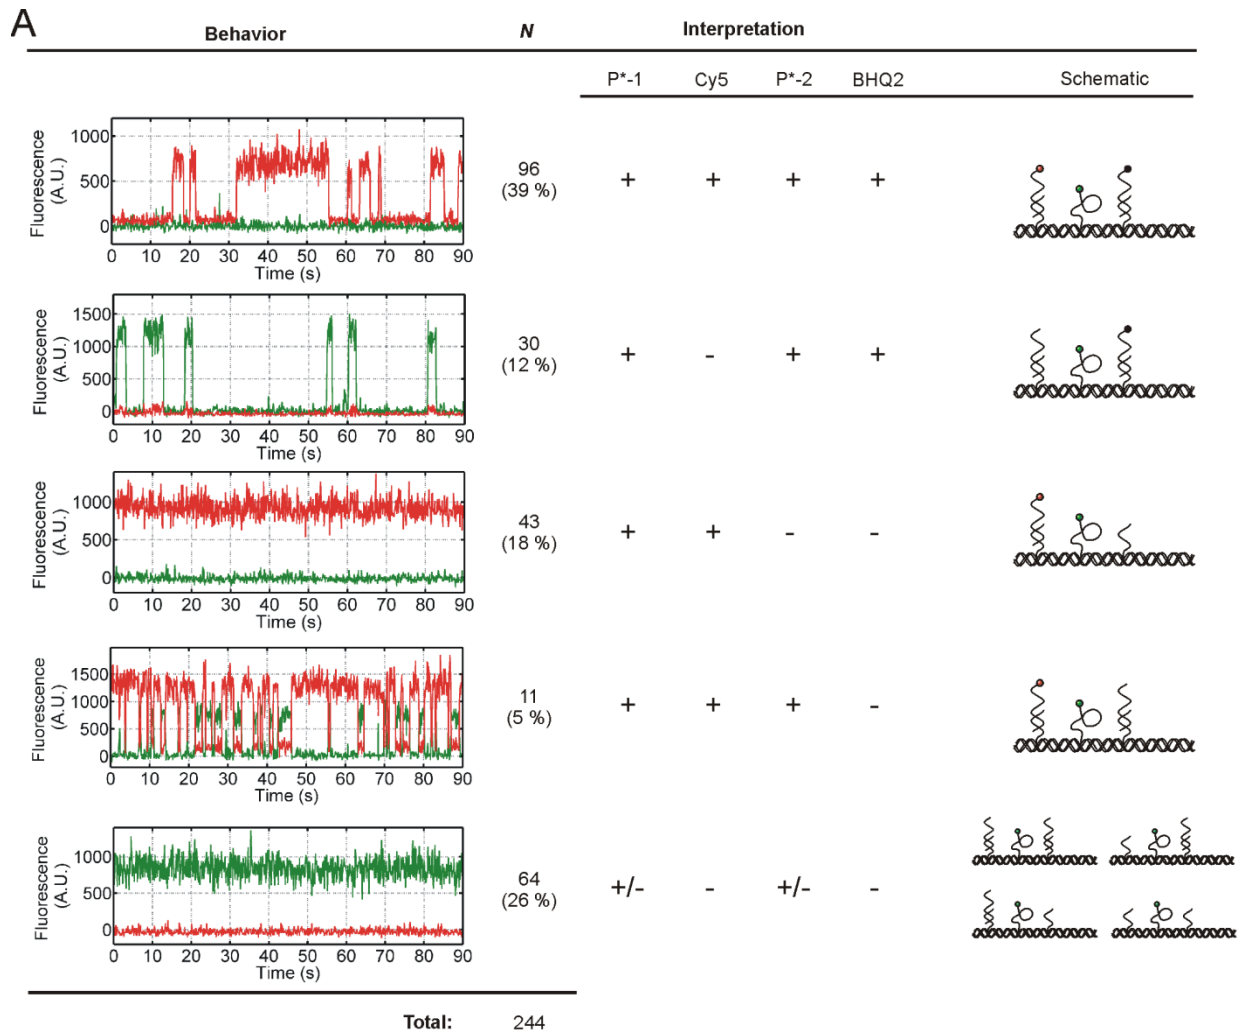 A
Behavior N Interpretation
P*-1 Cy5 P*-2 BHQ2 Schematic
Fluorescence
(A.U.)
1000
500
0
0 10 20 30 40 50 60 70 80 90
Time (s)
96
(39 %)
+ + + +
Fluorescence
(A.U.)
1500
1000
500
0
0 10 20 30 40 50 60 70 80 90
Time (s)
30
(12 %)
+ - + +
Fluorescence
(A.U.)
1000
500
0
0 10 20 30 40 50 60 70 80 90
Time (s)
43
(18 %)
+ + - -
Fluorescence
(A.U.)
1500
1000
500
0
0 10 20 30 40 50 60 70 80 90
Time (s)
11
(5 %)
+ + + -
Fluorescence
(A.U.)
1000
500
0
0 10 20 30 40 50 60 70 80 90
Time (s)
64
(26 %)
+/- - +/- -
Total: 244